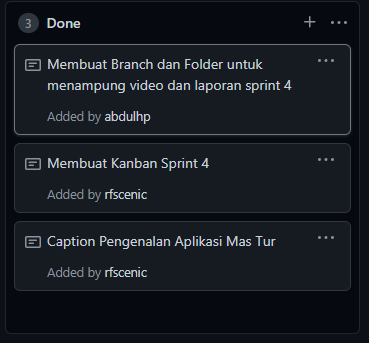 3 Done
Membuat Branch dan Folder untuk
menampung video dan laporan sprint 4
Added by abdulhp
Membuat Kanban Sprint 4
Added by rfscenic
Caption Pengenalan Aplikasi Mas Tur
Added by rfscenic